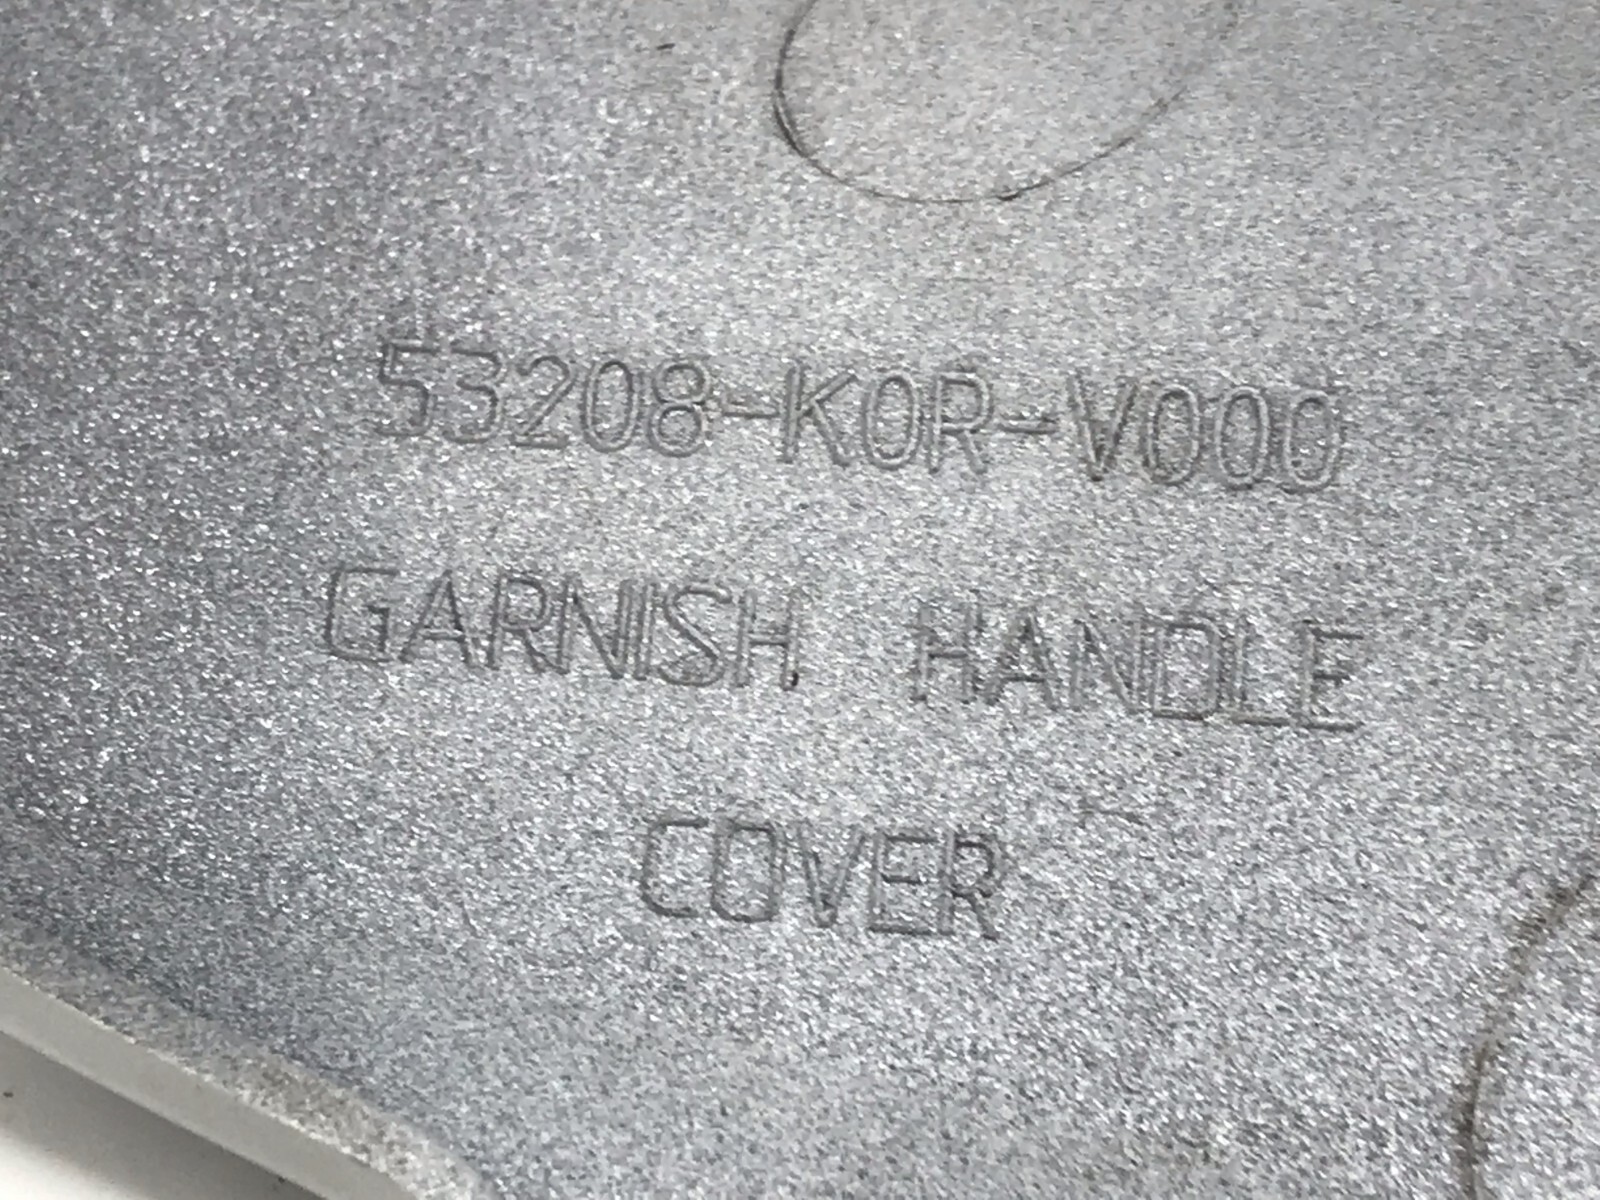 53208-K0R-V000
GARNISH HANDLE
COVER